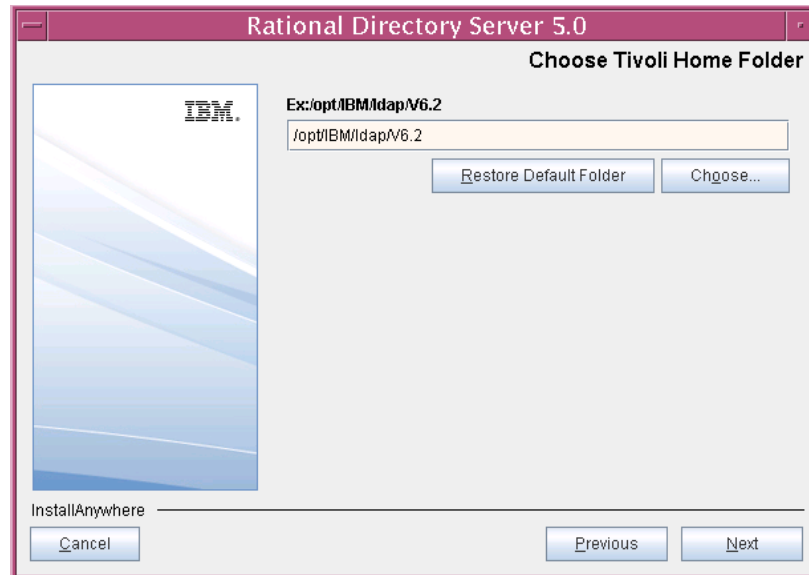 Rational Directory Server 5.0
Choose Tivoli Home Folder
IBM.
Ex:/opt/IBM/ldap/V6.2
/opt/IBM/ldap/V6.2
Restore Default Folder Choose...
InstallAnywhere
Cancel Previous Next